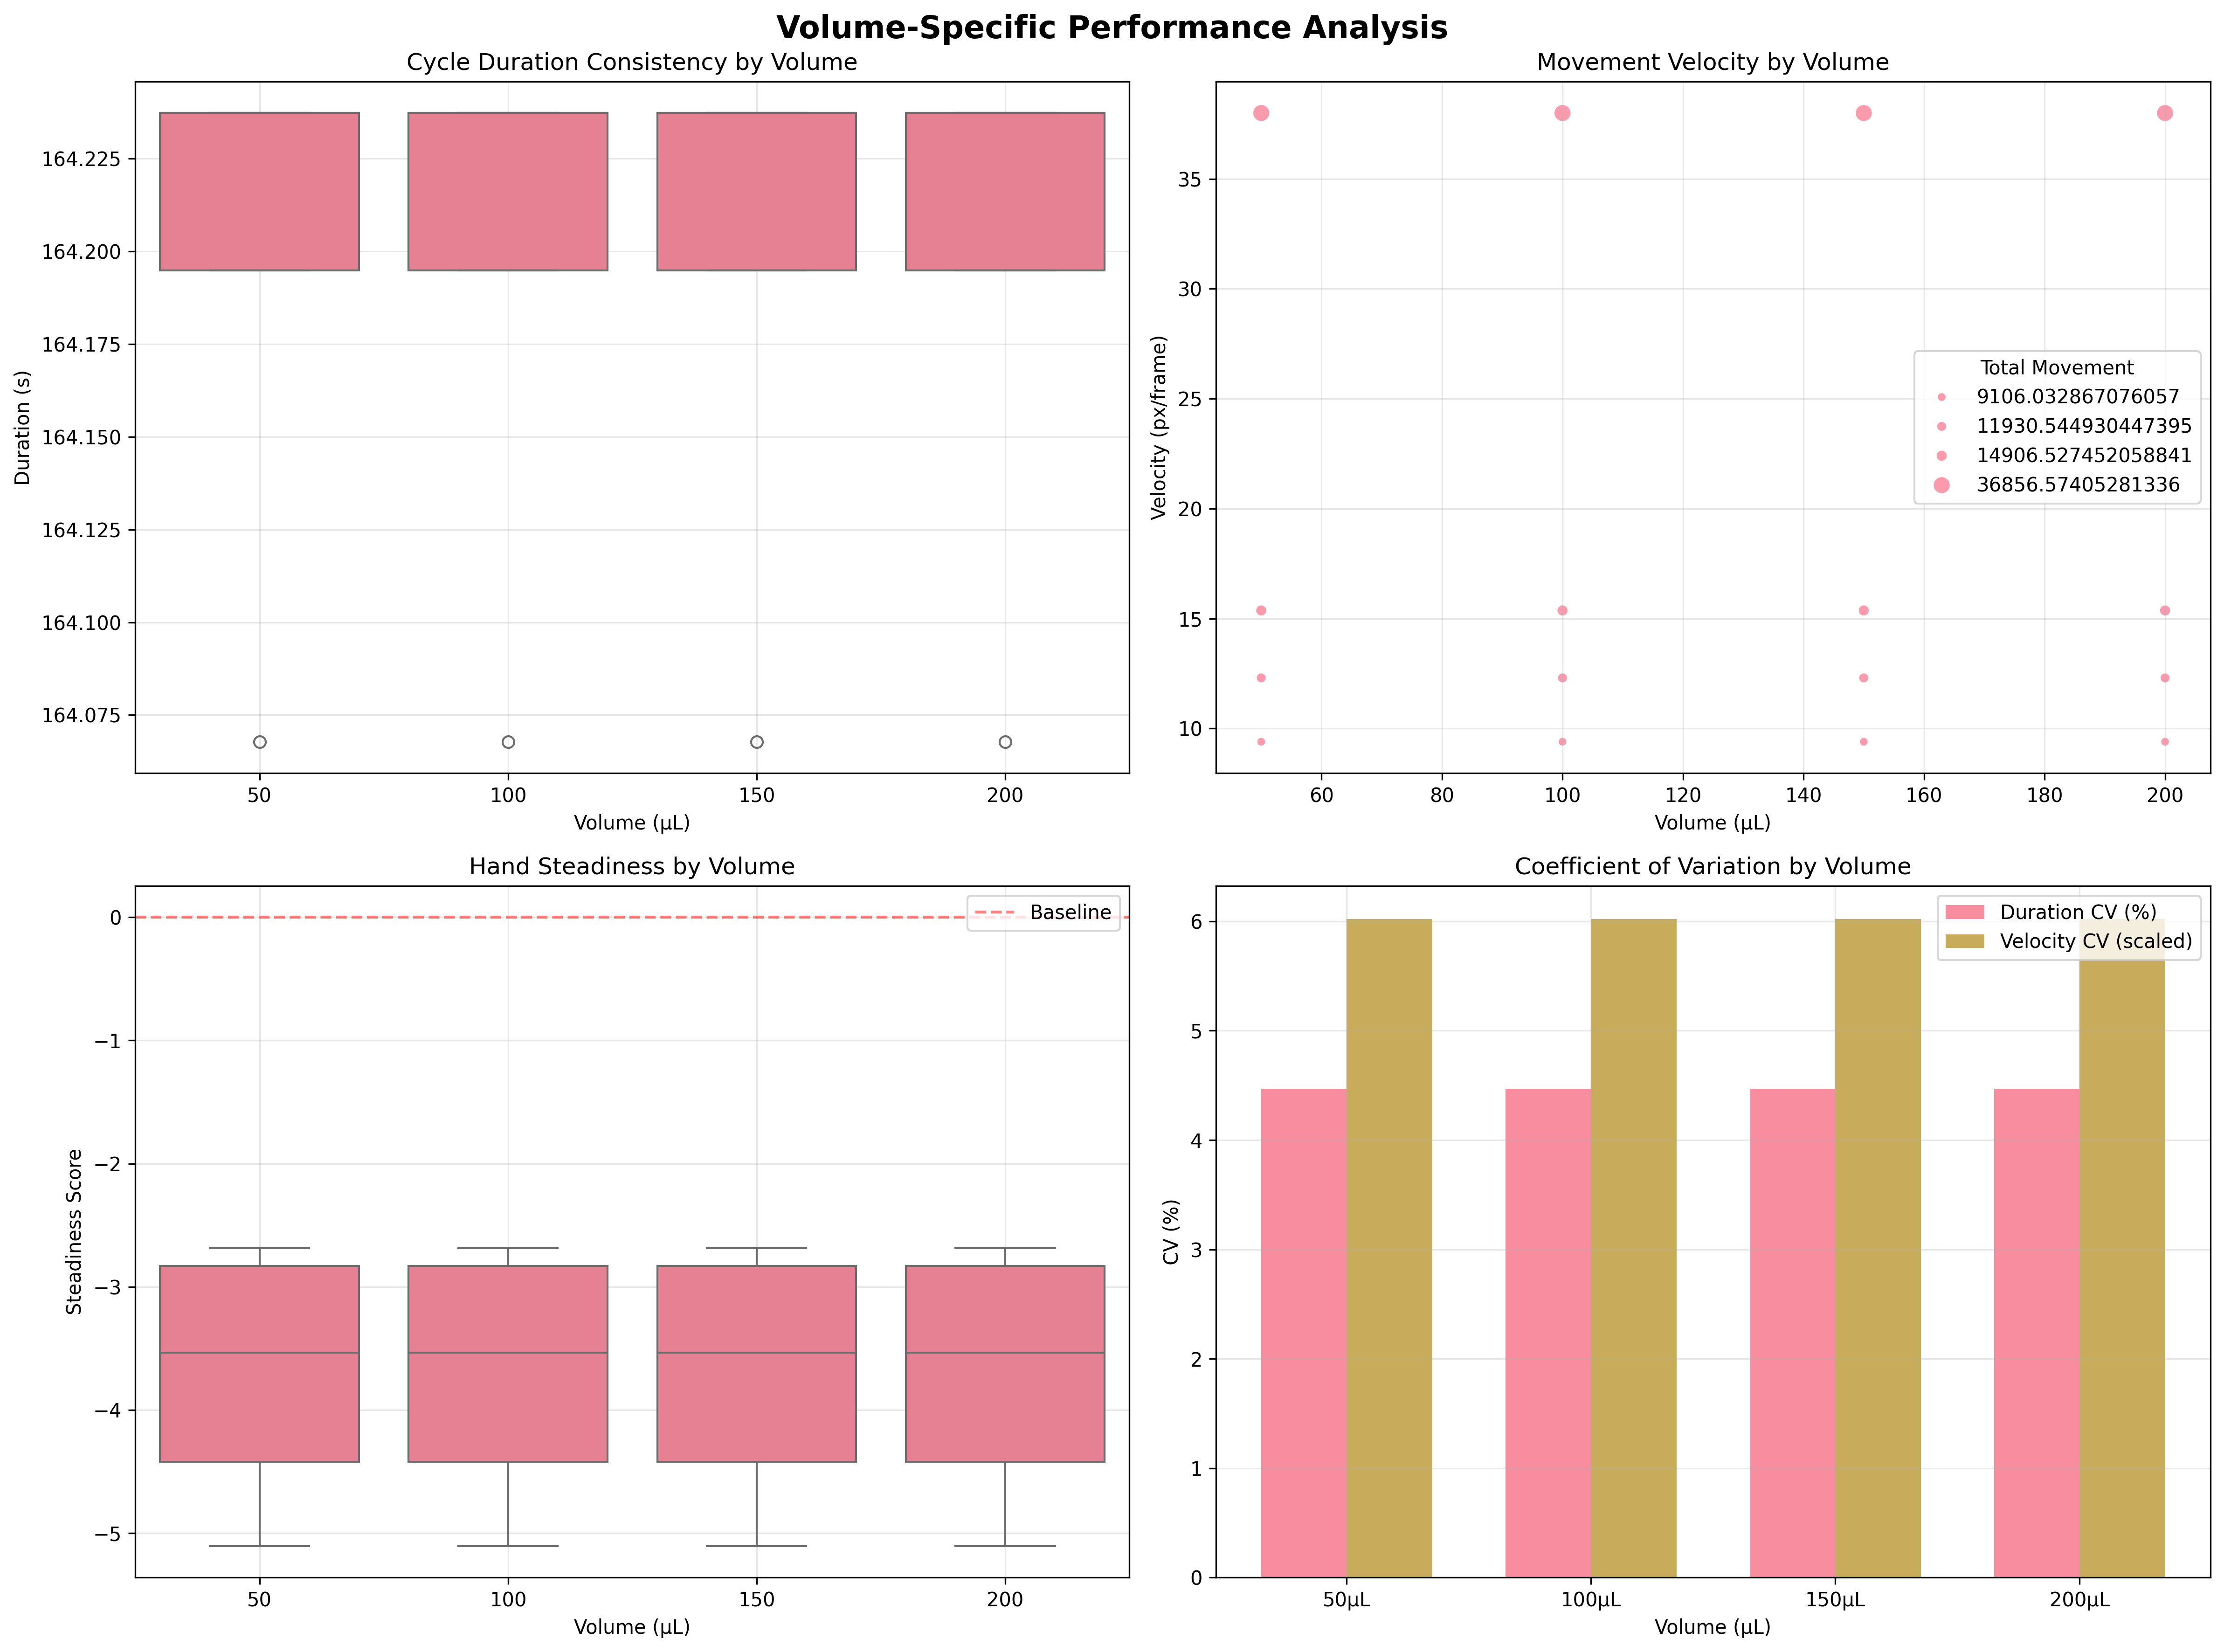 Volume-Specific Performance Analysis
Cycle Duration Consistency by Volume
164.225
164.200
164.175
164.150
164.125
164.100
164.075
Duration (s)
50 100 150 200
Volume (µL)
Movement Velocity by Volume
35
30
25
20
15
10
Velocity (px/frame)
Total Movement
9106.032867076057
11930.544930447395
14906.527452058841
36856.57405281336
60 80 100 120 140 160 180 200
Volume (µL)
Hand Steadiness by Volume
0
−1
−2
−3
−4
−5
Steadiness Score
Baseline
50 100 150 200
Volume (µL)
Coefficient of Variation by Volume
6
5
4
3
2
1
0
CV (%)
Duration CV (%)
Velocity CV (scaled)
50µL 100µL 150µL 200µL
Volume (µL)